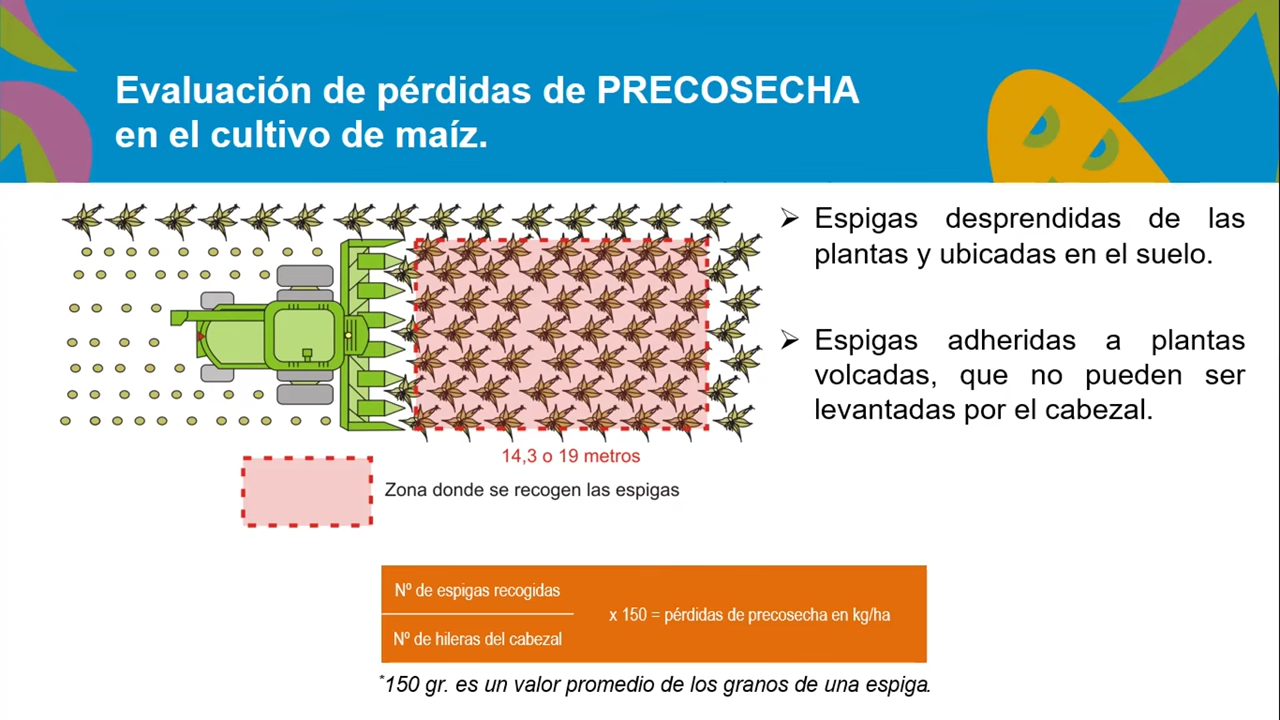 Evaluación de pérdidas de PRECOSECHA
en el cultivo de maíz.
Espigas desprendidas de las
plantas y ubicadas en el suelo.
Espigas adheridas a plantas
volcadas, que no pueden ser
levantadas por el cabezal.
14,3 o 19 metros
Zona donde se recogen las espigas
Nº de espigas recogidas
Nº de hileras del cabezal
x 150 = pérdidas de precosecha en kg/ha
*150 gr. es un valor promedio de los granos de una espiga.